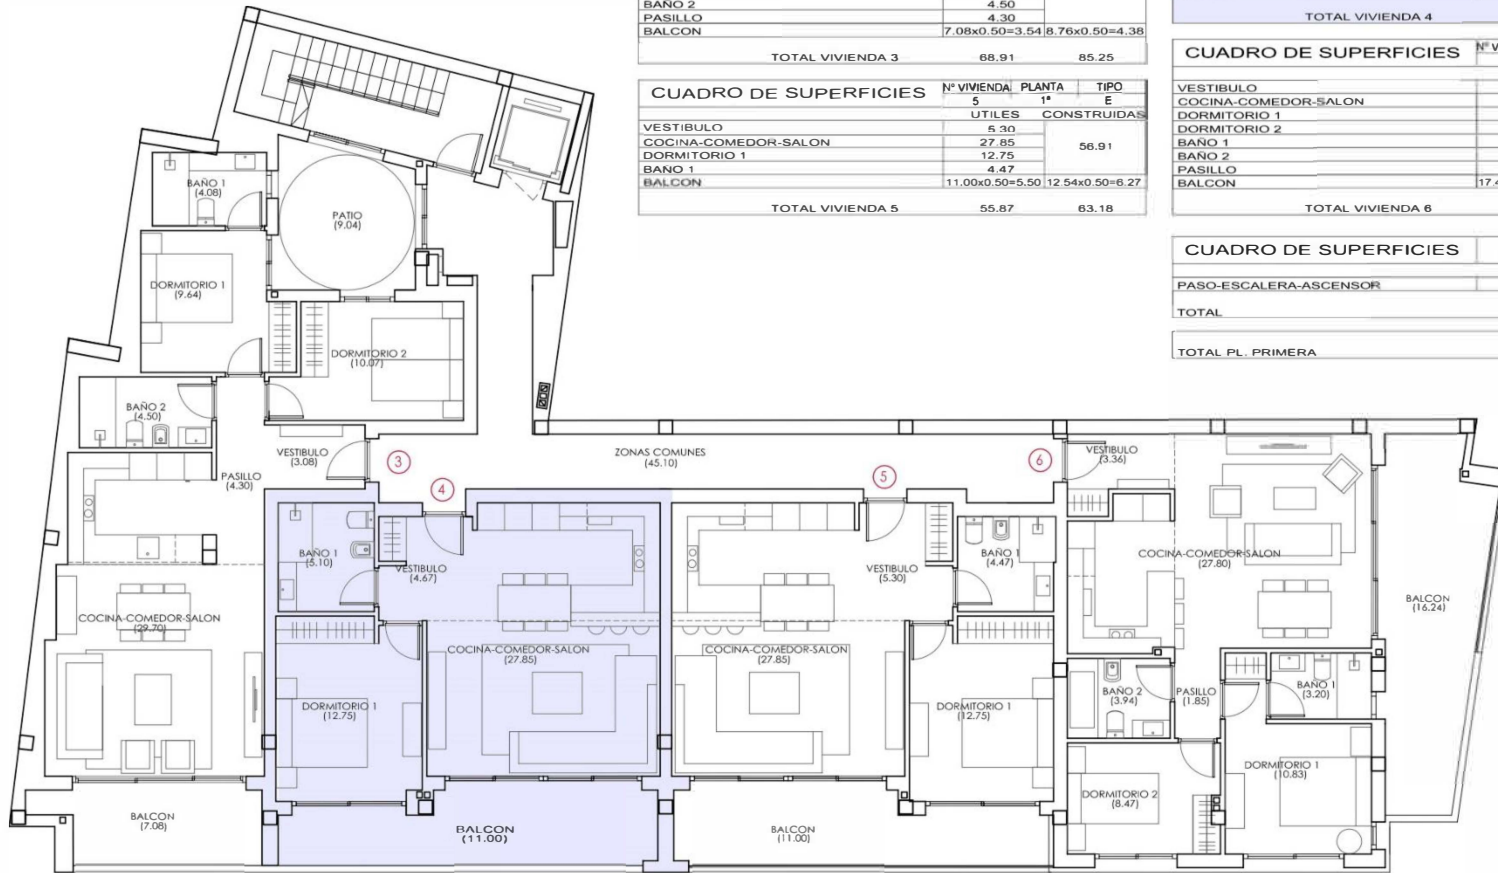 BAÑO 2 4.50
PASILLO 4.30
BALCON 7.08x0.50=3.54 8.76x0.50=4.38
TOTAL VIVIENDA 3 68.91 85.25
TOTAL VIVIENDA 4
CUADRO DE SUPERFICIES Nº VIVIENDA PLANTA TIPO
5 1ª E
UTILES CONSTRUIDAS
VESTIBULO 5.30
COCINA-COMEDOR-SALON 27.85
56.91
DORMITORIO 1 12.75
BAÑO 1 4.47
BALCON 11.00x0.50=5.50 12.54x0.50=6.27
TOTAL VIVIENDA 5 55.87 63.18
CUADRO DE SUPERFICIES Nº V
VESTIBULO
COCINA-COMEDOR-SALON
DORMITORIO 1
DORMITORIO 2
BAÑO 1
BAÑO 2
PASILLO
BALCON 17.4
TOTAL VIVIENDA 6
CUADRO DE SUPERFICIES
PASO-ESCALERA-ASCENSOR
TOTAL
TOTAL PL. PRIMERA
BAÑO 1
(4.08)
PATIO
(9.04)
DORMITORIO 1
(9.64)
DORMITORIO 2
(10.07)
BAÑO 2
(4.50)
VESTIBULO
(3.08)
PASILLO
(4.30)
3
4
ZONAS COMUNES
(45.10)
5
6
VESTIBULO
(3.36)
BAÑO 1
(5.10)
VESTIBULO
(4.67)
VESTIBULO
(5.30)
BAÑO 1
(4.47)
COCINA-COMEDOR-SALON
(27.80)
BALCON
(16.24)
COCINA-COMEDOR-SALON
(29.70)
COCINA-COMEDOR-SALON
(27.85)
COCINA-COMEDOR-SALON
(27.85)
DORMITORIO 1
(12.75)
DORMITORIO 1
(12.75)
BAÑO 2
(3.94)
PASILLO
(1.85)
BAÑO 1
(3.20)
DORMITORIO 1
(10.83)
DORMITORIO 2
(8.47)
BALCON
(7.08)
BALCON
(11.00)
BALCON
(11.00)